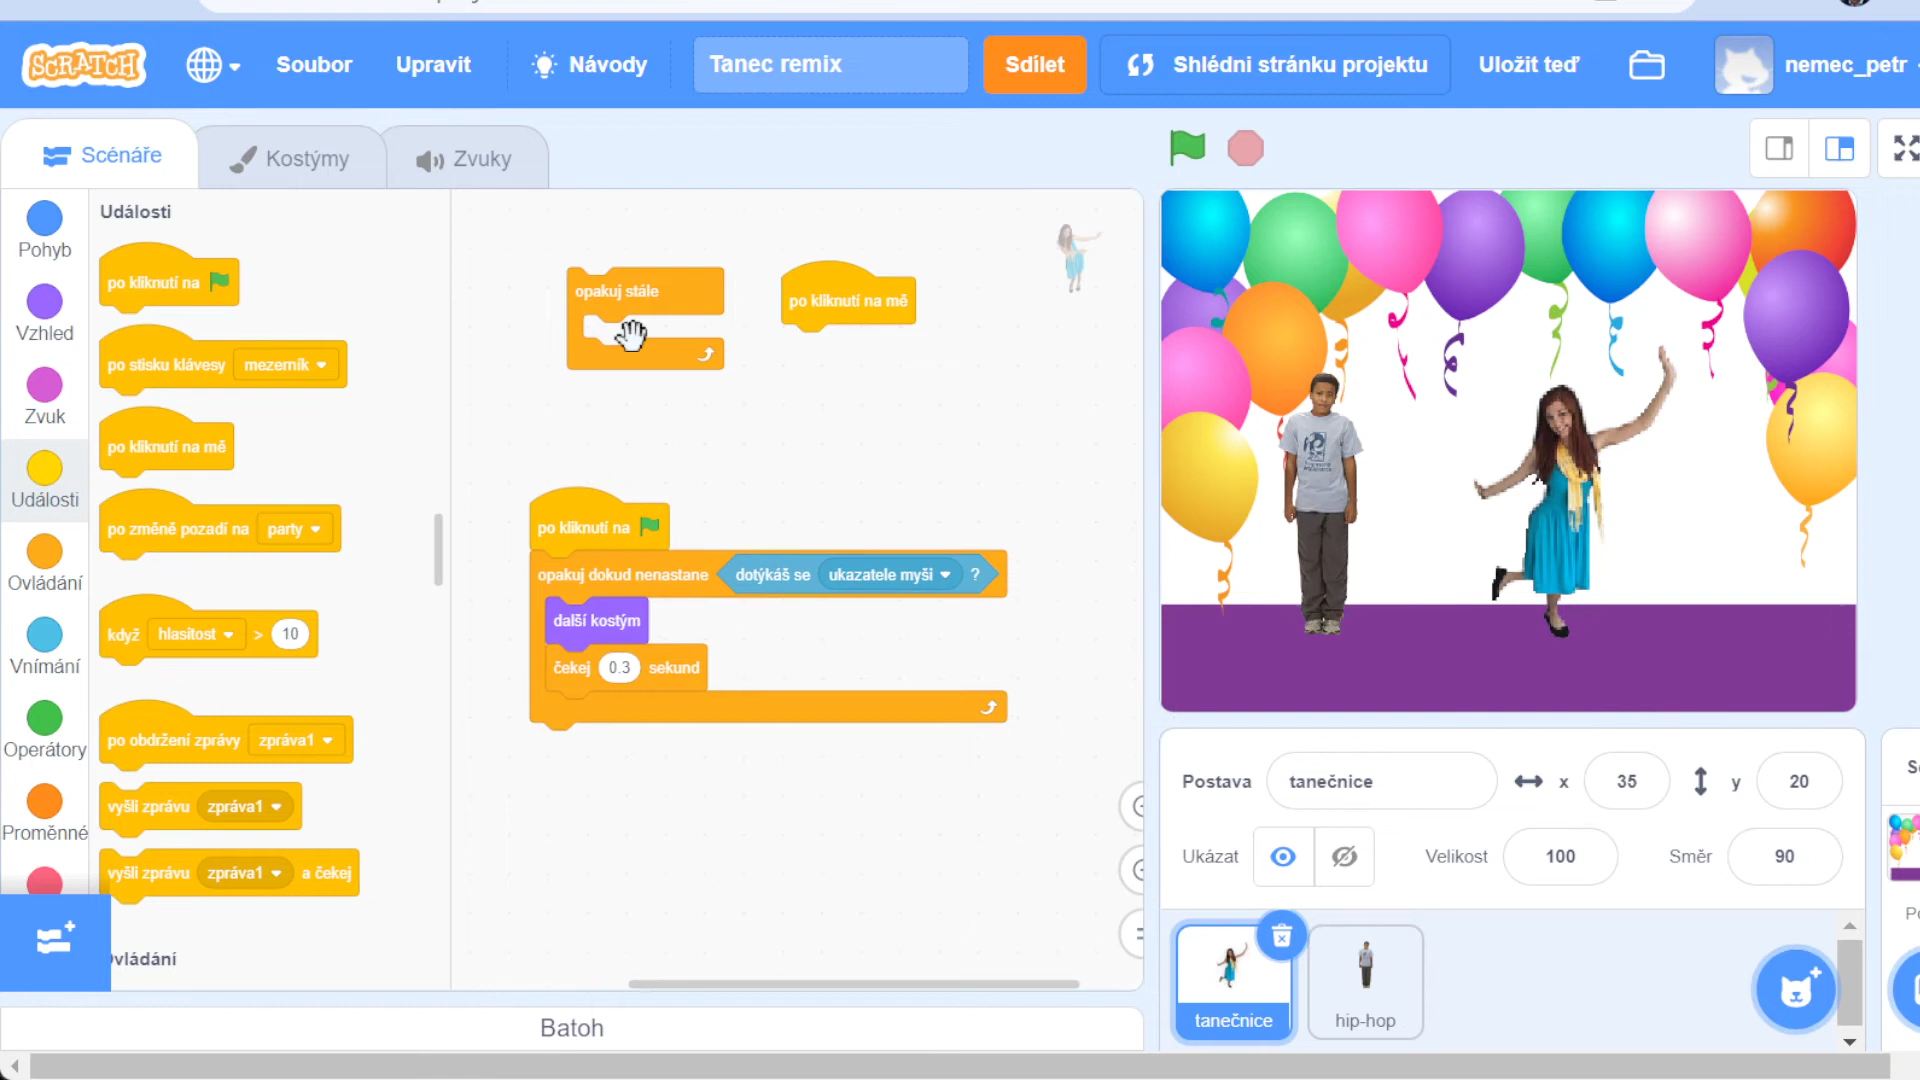 SCRATCH
Soubor
Upravit
Návody
Tanec remix
Sdílet
Shlédni stránku projektu
Uložit teď
nemec_petr
Scénáře
Kostýmy
Zvuky
Pohyb
Vzhled
Zvuk
Události
Ovládání
Vnímání
Operátory
Proměnné
Události
po kliknutí na
po stisku klávesy mezerník
po kliknutí na mě
po změně pozadí na party
když hlasitost > 10
po obdržení zprávy zpráva1
vyšli zprávu zpráva1
vyšli zprávu zpráva1 a čekej
vládání
opakuj stále
po kliknutí na mě
po kliknutí na
opakuj dokud nenastane dotýkáš se ukazatele myši ?
další kostým
čekej 0.3 sekund
Postava tanečnice x 35 y 20
Ukázat Velikost 100 Směr 90
tanečnice
hip-hop
Batoh